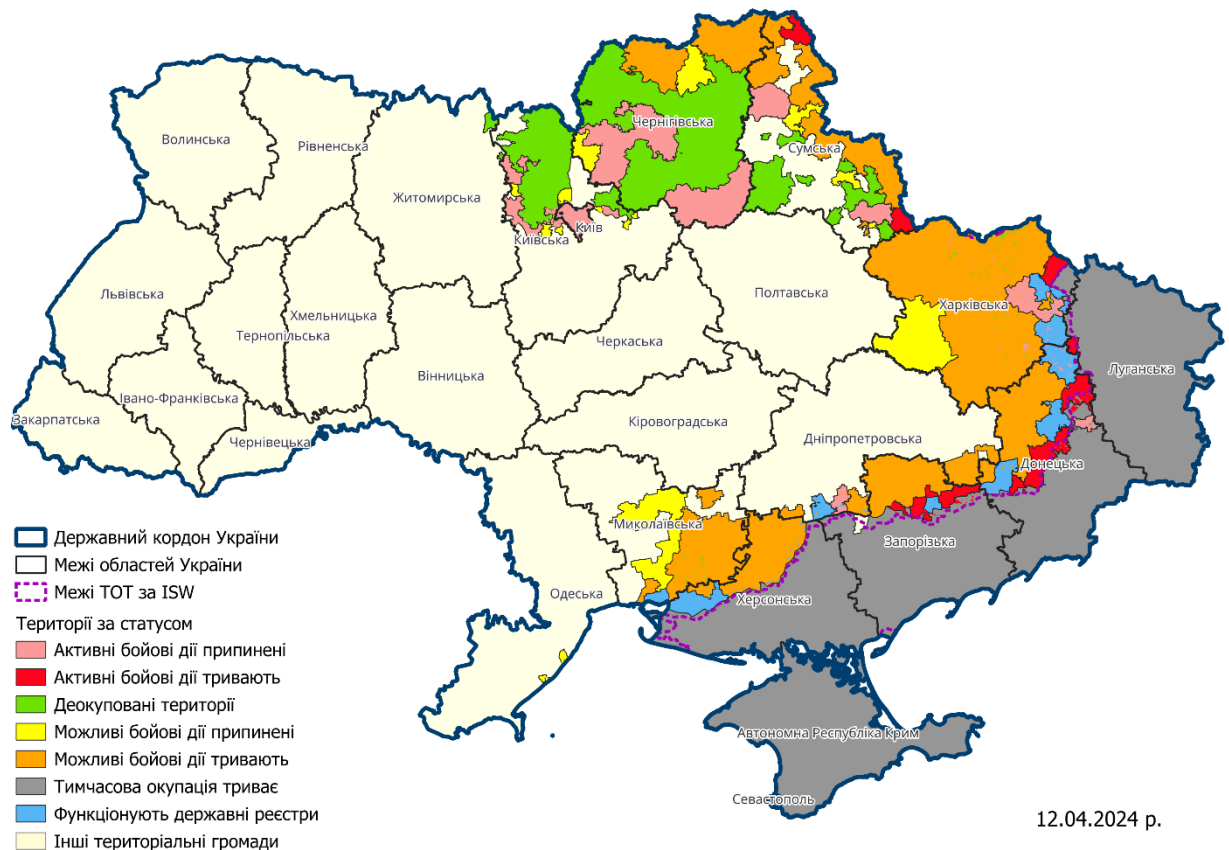 Волинська
Рівненська
Житомирська
Чернігівська
Сумська
Київська
Київ
Львівська
Тернопільська
Хмельницька
Полтавська
Харківська
Черкаська
Вінницька
Луганська
Закарпатська
Івано-Франківська
Чернівецька
Кіровоградська
Дніпропетровська
Донецька
Миколаївська
Запорізька
Одеська
Херсонська
Автономна Республіка Крим
Севастополь
Державний кордон України
Межі областей України
Межі ТОТ за ISW
Території за статусом
Активні бойові дії припинені
Активні бойові дії тривають
Деокуповані території
Можливі бойові дії припинені
Можливі бойові дії тривають
Тимчасова окупація триває
Функціонують державні реєстри
Інші територіальні громади
12.04.2024 р.